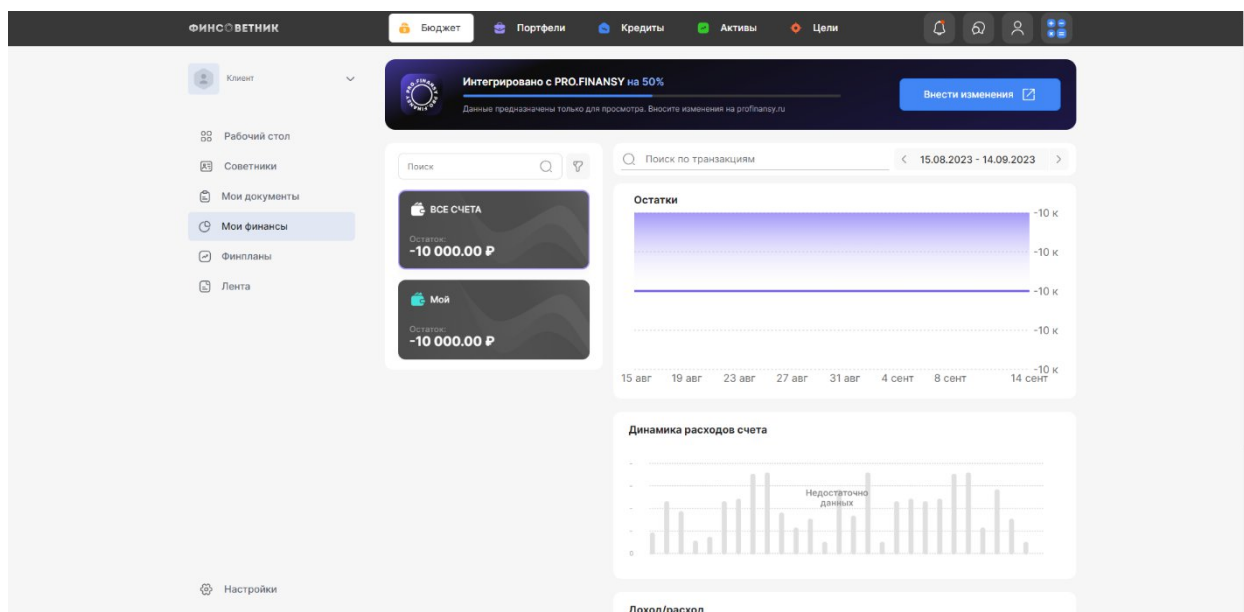 ФИНСОВЕТНИК
Бюджет
Портфели
Кредиты
Активы
Цели
Клиент
Рабочий стол
Советники
Мои документы
Мои финансы
Финпланы
Лента
Настройки
PRO.FINANSY
Интегрировано с PRO.FINANSY на 50%
Данные предназначены только для просмотра. Вносите изменения на profinansy.ru
Внести изменения
Поиск
ВСЕ СЧЕТА
Остаток:
-10 000.00 ₽
Мой
Остаток:
-10 000.00 ₽
Поиск по транзакциям
15.08.2023 - 14.09.2023
Остатки
-10 к
-10 к
-10 к
-10 к
-10 к
15 авг 19 авг 23 авг 27 авг 31 авг 4 сент 8 сент 14 сент
Динамика расходов счета
Недостаточно
данных
0
Доход/расход